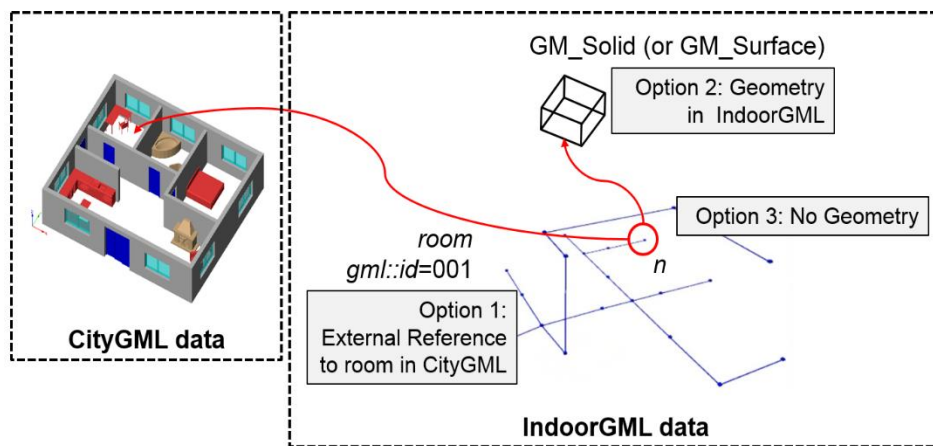 GM_Solid (or GM_Surface)
Option 2: Geometry
in IndoorGML
Option 3: No Geometry
room
gml::id=001
n
Option 1:
External Reference
to room in CityGML
CityGML data
IndoorGML data